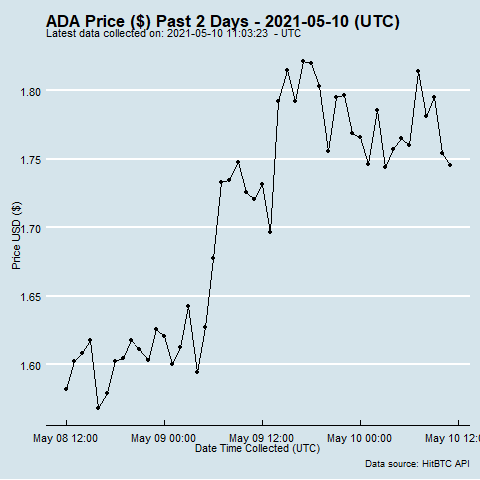 ADA Price ($) Past 2 Days - 2021-05-10 (UTC)
Latest data collected on: 2021-05-10 11:03:23 - UTC
1.80
1.75
1.70
1.65
1.60
Price USD ($)
May 08 12:00 May 09 00:00 May 09 12:00 May 10 00:00 May 10 12:0
Date Time Collected (UTC)
Data source: HitBTC API